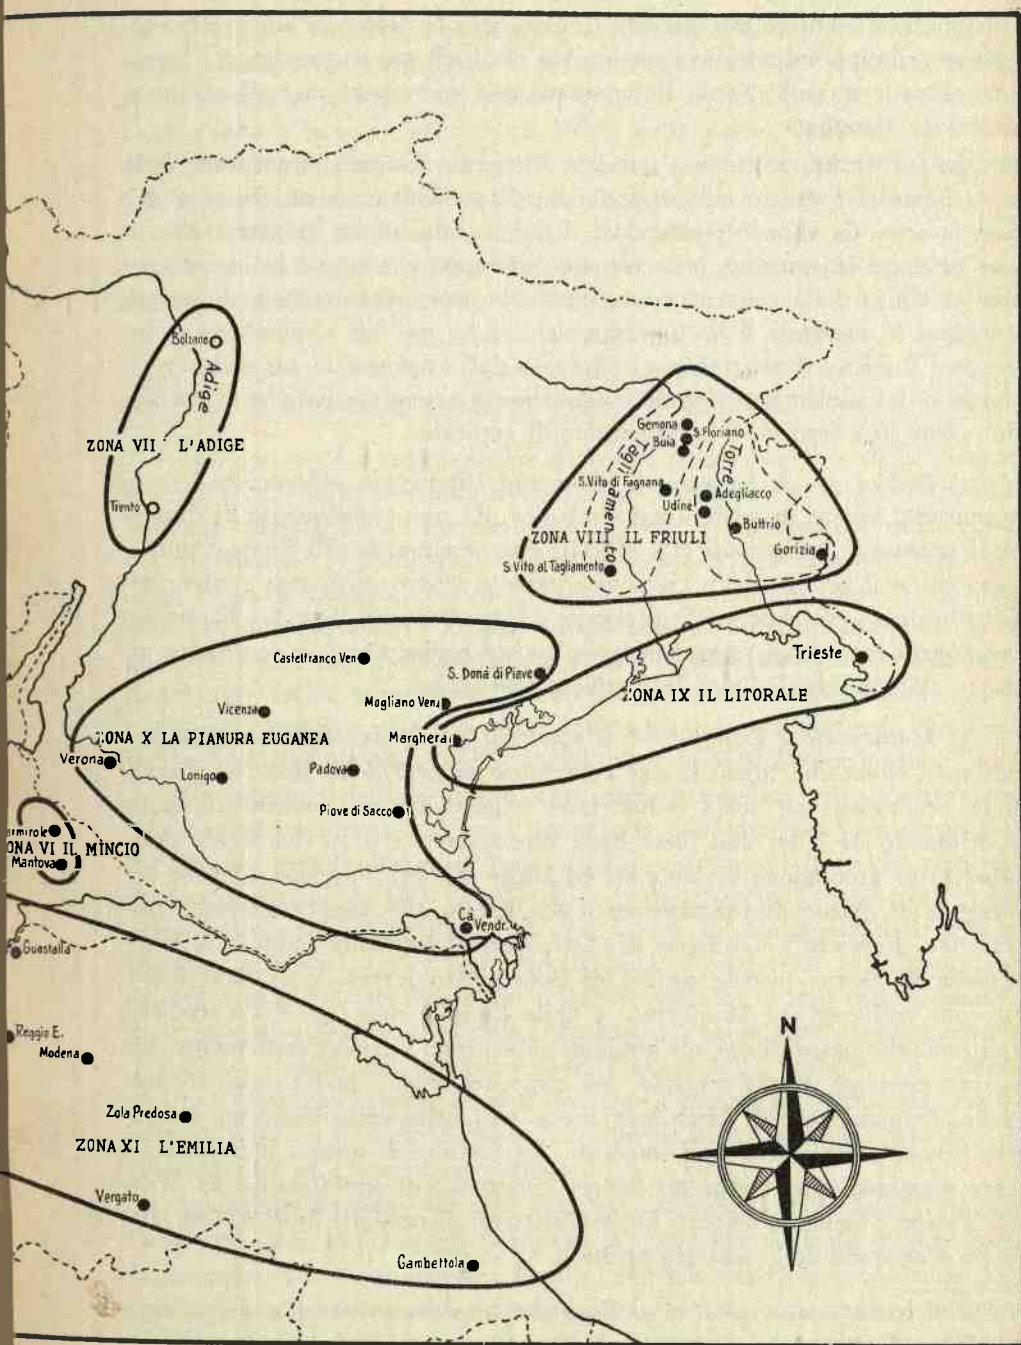 Bolzano
Adige
ZONA VII L'ADIGE
Trento
Gemona
S. Floriano
Buia
Tagliamento
Torre
S. Vito di Fagnana
Adegliacco
Udine
Buttrio
ZONA VIII IL FRIULI
Gorizia
S. Vito al Tagliamento
Castelfranco Ven
Trieste
S. Donà di Piave
ZONA IX IL LITORALE
Mogliano Ven.
Vicenza
Marghera
ZONA X LA PIANURA EUGANEA
Verona
Lonigo
Padova
Piove di Sacco
armirole
ONA VI IL MINCIO
Mantova
Cà
Vendr.
Guastalla
N
Reggio E.
Modena
Zola Predosa
ZONA XI L'EMILIA
Vergato
Gambettola